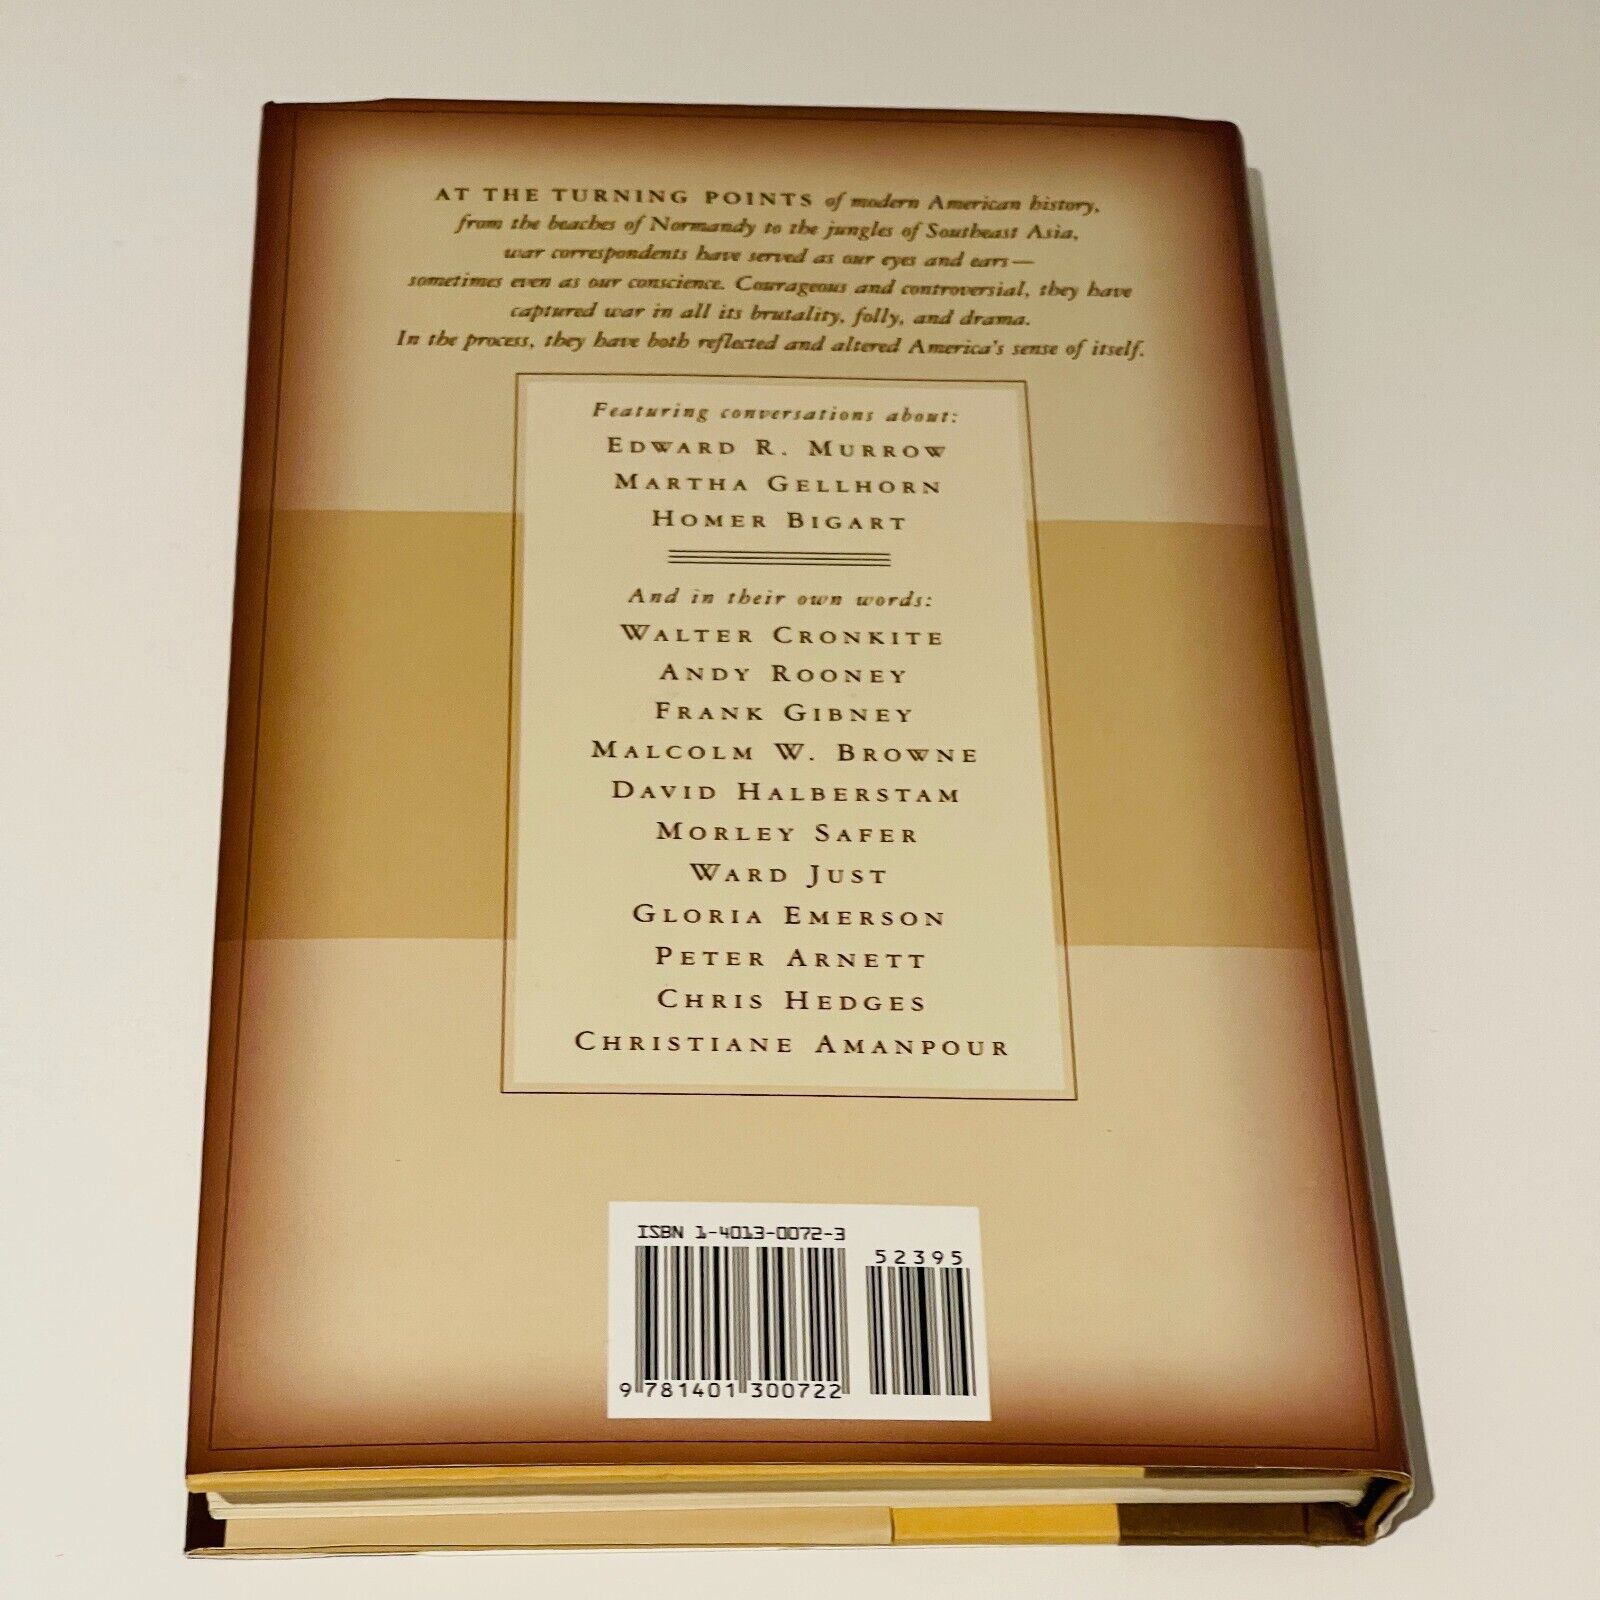 AT THE TURNING POINTS of modern American history,
from the beaches of Normandy to the jungles of Southeast Asia,
war correspondents have served as our eyes and ears—
sometimes even as our conscience. Courageous and controversial, they have
captured war in all its brutality, folly, and drama.
In the process, they have both reflected and altered America's sense of itself.
Featuring conversations about:
EDWARD R. MURROW
MARTHA GELLHORN
HOMER BIGART
And in their own words:
WALTER CRONKITE
ANDY ROONEY
FRANK GIBNEY
MALCOLM W. BROWNE
DAVID HALBERSTAM
MORLEY SAFER
WARD JUST
GLORIA EMERSON
PETER ARNETT
CHRIS HEDGES
CHRISTIANE AMANPOUR
ISBN 1-4013-0072-3
52395
9 781401 300722